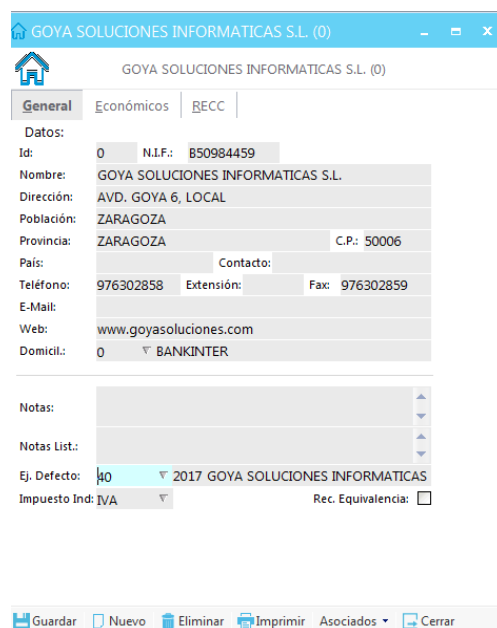 GOYA SOLUCIONES INFORMATICAS S.L. (0)
GOYA SOLUCIONES INFORMATICAS S.L. (0)
General Económicos RECC
Datos:
Id: 0 N.I.F.: B50984459
Nombre: GOYA SOLUCIONES INFORMATICAS S.L.
Dirección: AVD. GOYA 6, LOCAL
Población: ZARAGOZA
Provincia: ZARAGOZA C.P.: 50006
País: Contacto:
Teléfono: 976302858 Extensión: Fax: 976302859
E-Mail:
Web: www.goyasoluciones.com
Domicil.: 0 BANKINTER
Notas:
Notas List.:
Ej. Defecto: 40 2017 GOYA SOLUCIONES INFORMATICAS
Impuesto Ind: IVA Rec. Equivalencia:
Guardar Nuevo Eliminar Imprimir Asociados Cerrar